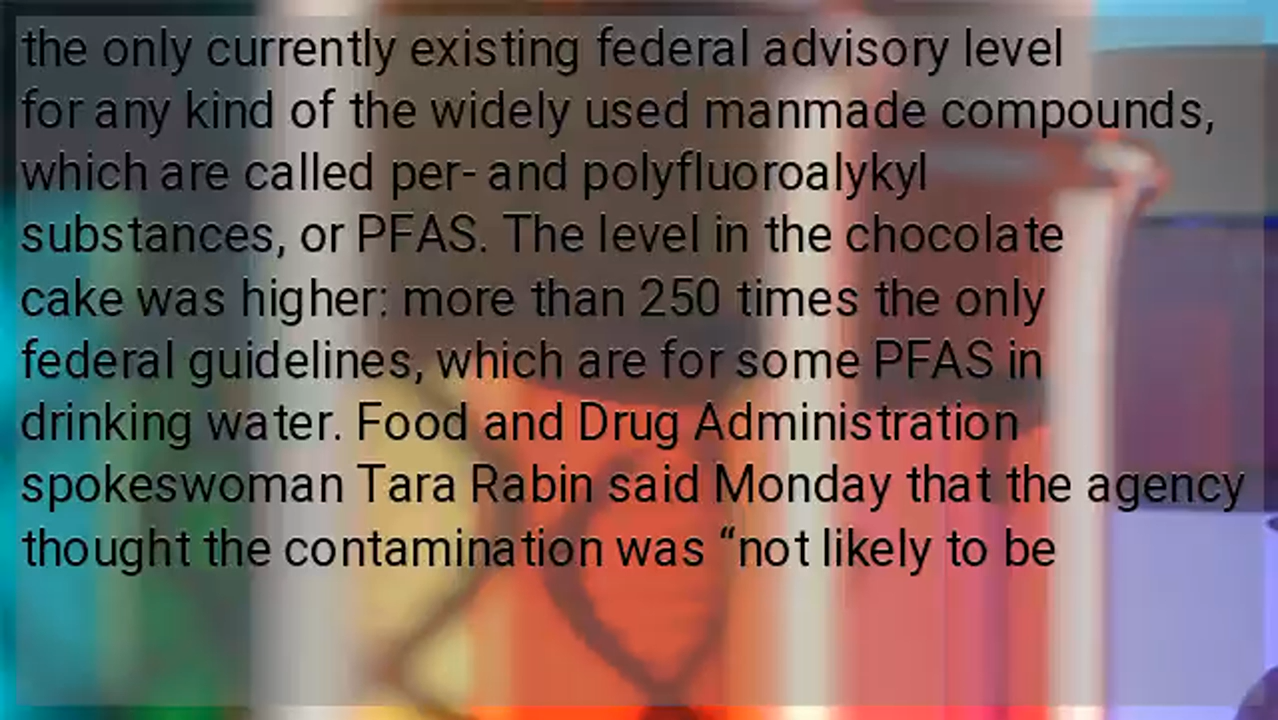 the only currently existing federal advisory level
for any kind of the widely used manmade compounds,
which are called per- and polyfluoroalykyl
substances, or PFAS. The level in the chocolate
cake was higher: more than 250 times the only
federal guidelines, which are for some PFAS in
drinking water. Food and Drug Administration
spokeswoman Tara Rabin said Monday that the agency
thought the contamination was “not likely to be